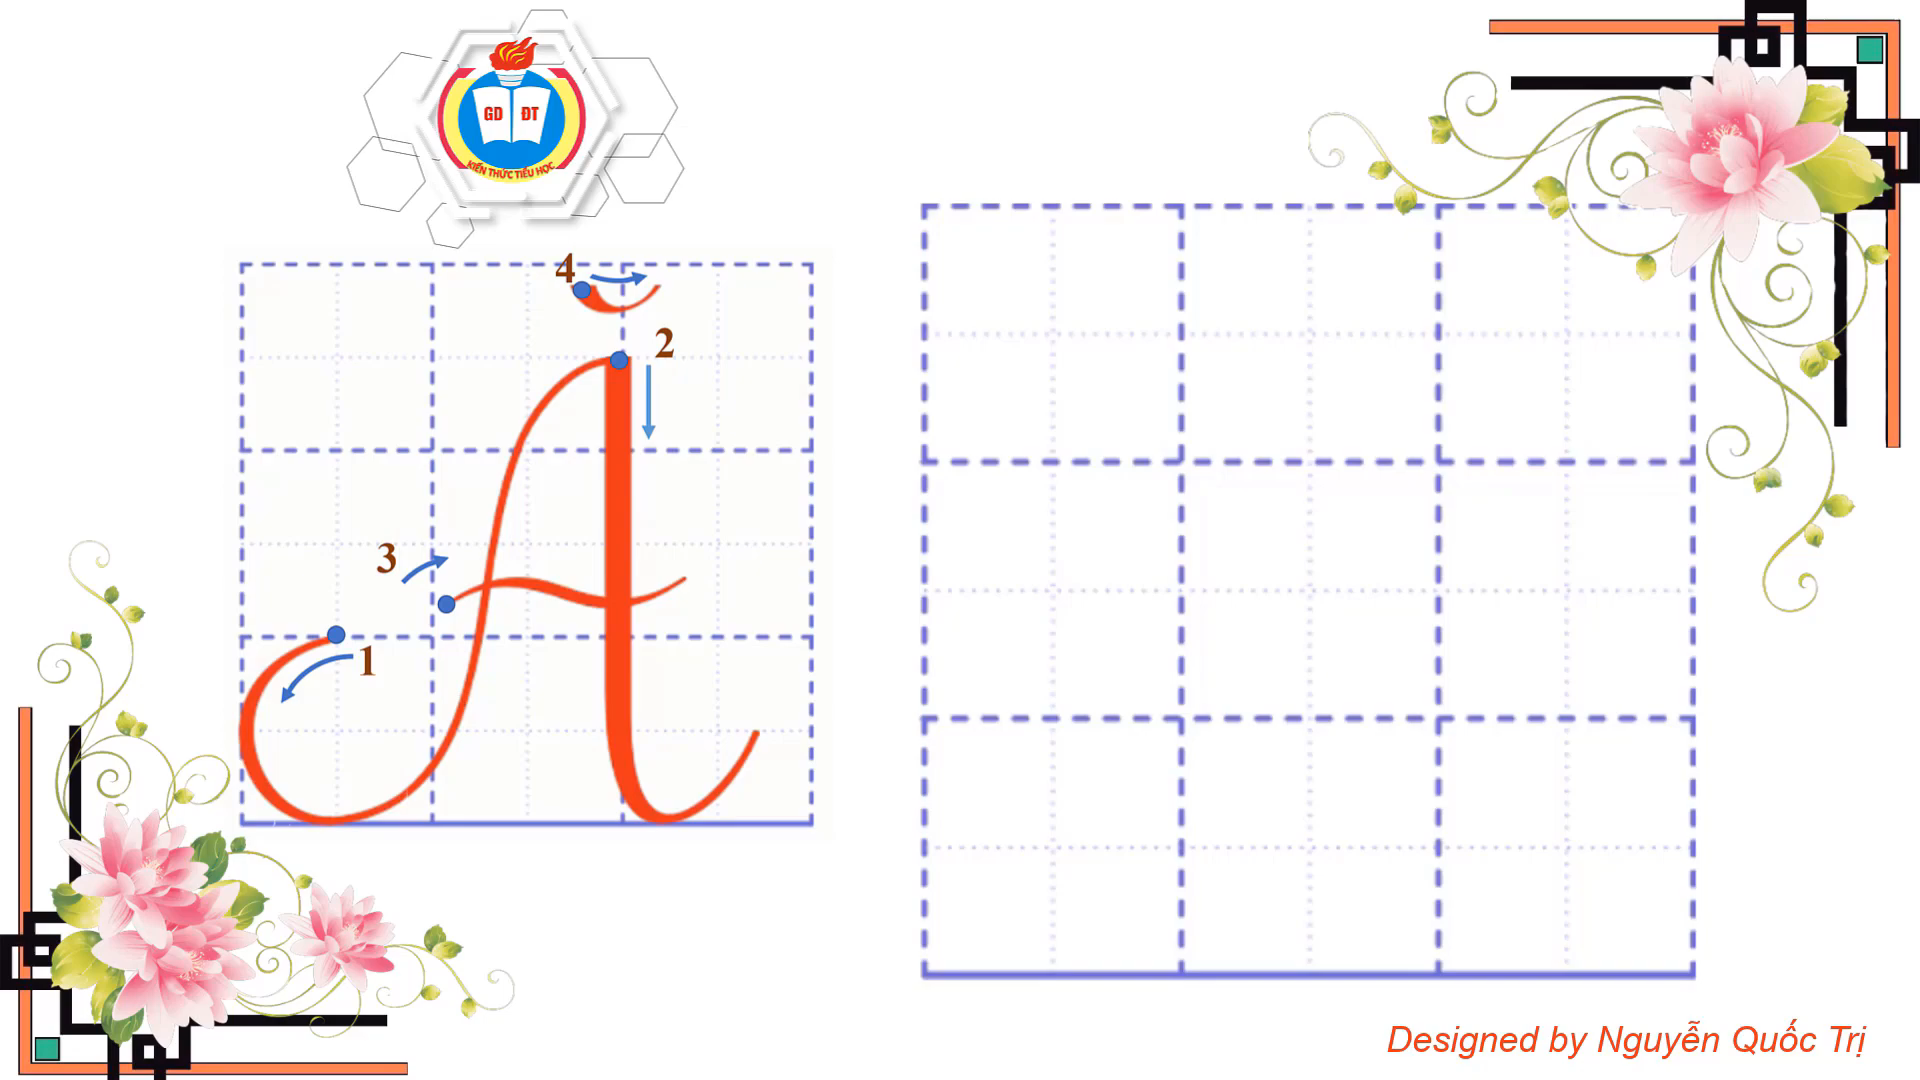 GD ĐT
KIẾN THỨC TIỂU HỌC
4
2
Ă
3
1
Designed by Nguyễn Quốc Trị